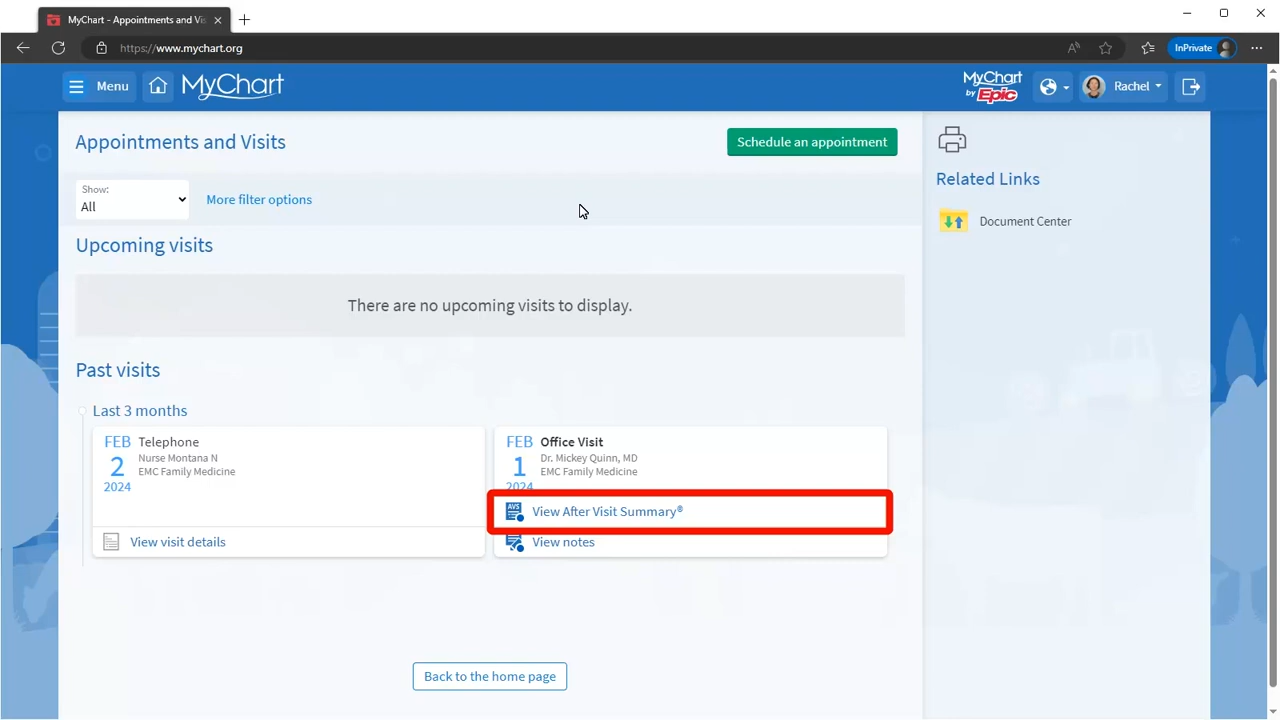 MyChart - Appointments and Vis
https://www.mychart.org
InPrivate
Menu
MyChart
MyChart
by Epic
Rachel
Appointments and Visits
Schedule an appointment
Show:
All
More filter options
Related Links
Document Center
Upcoming visits
There are no upcoming visits to display.
Past visits
Last 3 months
FEB
2
2024
Telephone
Nurse Montana N
EMC Family Medicine
View visit details
FEB
1
2024
Office Visit
Dr. Mickey Quinn, MD
EMC Family Medicine
AVS
View After Visit Summary®
View notes
Back to the home page